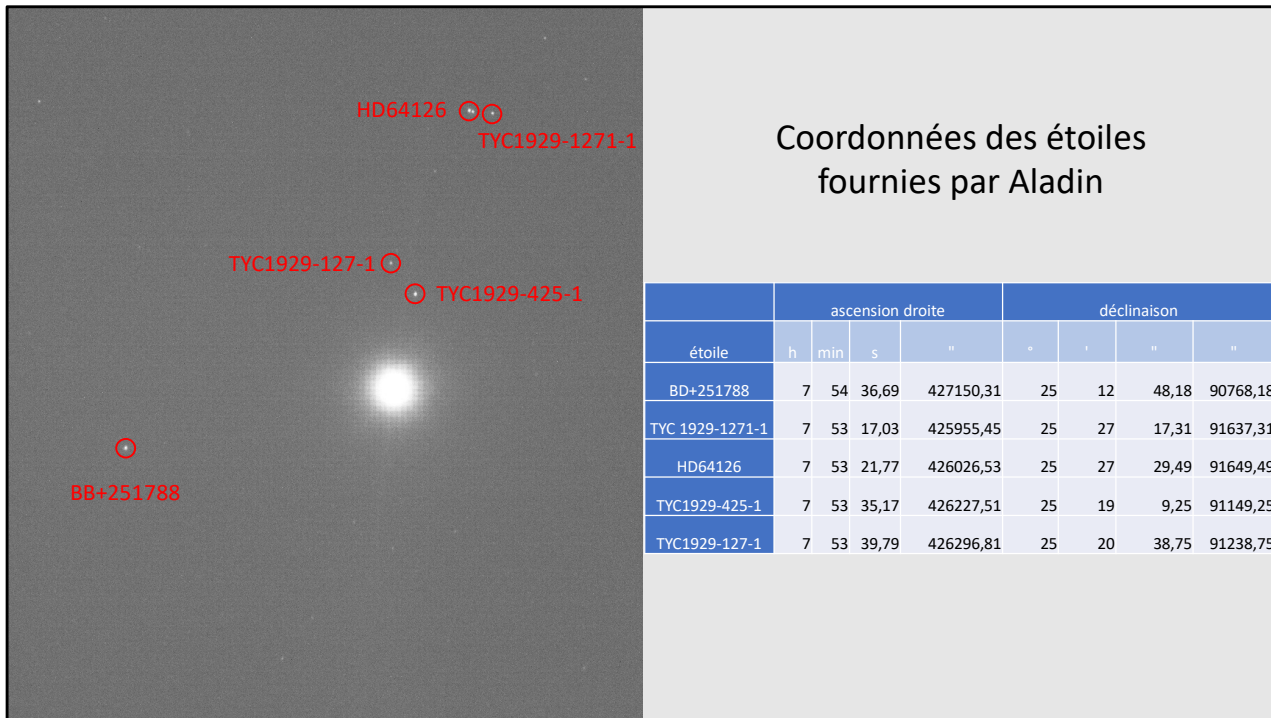 HD64126
TYC1929-1271-1
TYC1929-127-1
TYC1929-425-1
BB+251788
Coordonnées des étoiles
fournies par Aladin
ascension droite déclinaison
étoile h min s " ° ' " "
BD+251788 7 54 36,69 427150,31 25 12 48,18 90768,18
TYC 1929-1271-1 7 53 17,03 425955,45 25 27 17,31 91637,31
HD64126 7 53 21,77 426026,53 25 27 29,49 91649,49
TYC1929-425-1 7 53 35,17 426227,51 25 19 9,25 91149,25
TYC1929-127-1 7 53 39,79 426296,81 25 20 38,75 91238,75